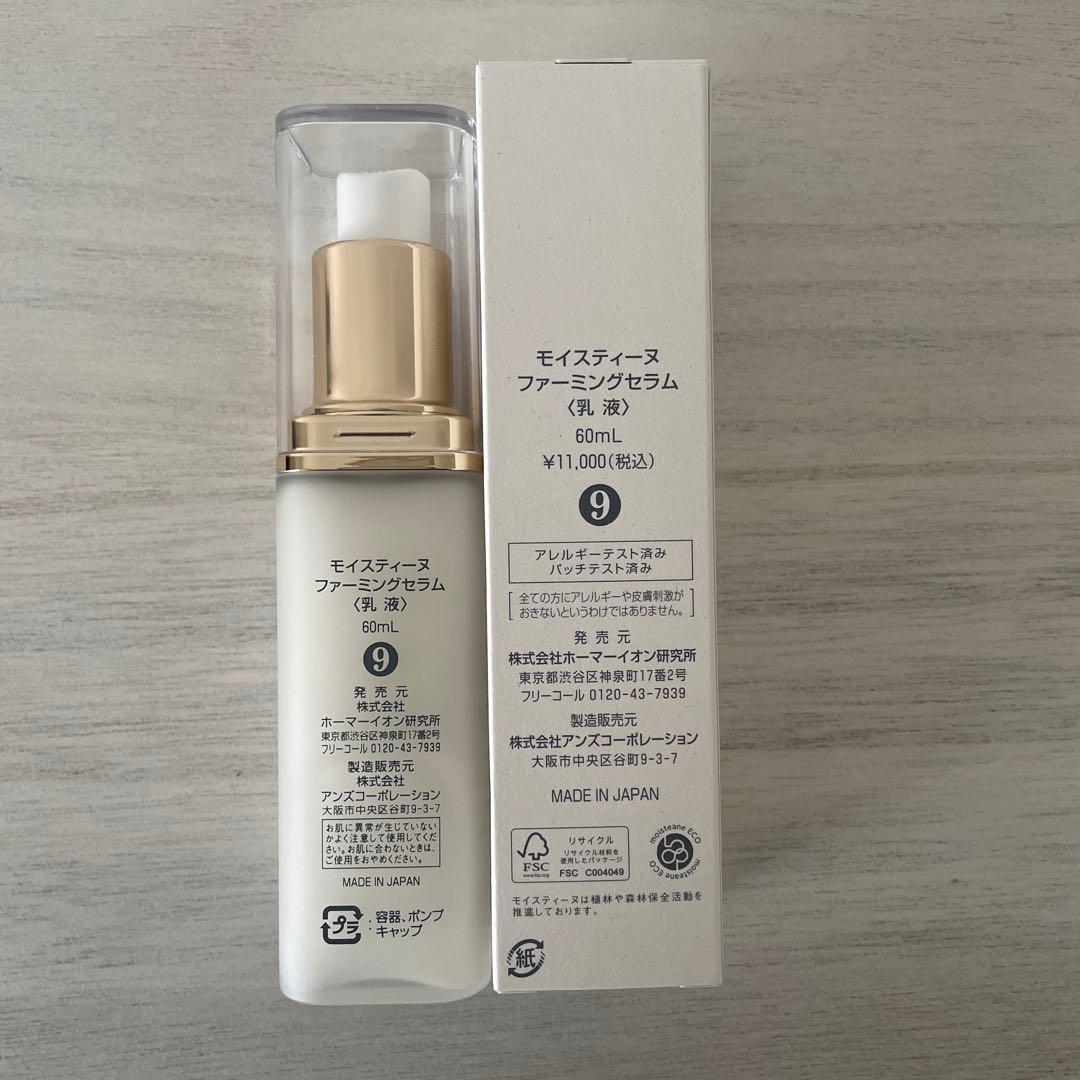 モイスティーヌ
ファーミングセラム
〈乳 液〉
60mL
9
発 売 元
株式会社
ホーマーイオン研究所
東京都渋谷区神泉町17番2号
フリーコール 0120-43-7939
製造販売元
株式会社
アンズコーポレーション
大阪市中央区谷町9-3-7
お肌に異常が生じていない
かよく注意して使用してくだ
さい。お肌に合わないときは、
ご使用をおやめください。
MADE IN JAPAN
プラ : 容器、ポンプ
キャップ
モイスティーヌ
ファーミングセラム
〈乳 液〉
60mL
¥11,000(税込)
9
アレルギーテスト済み
パッチテスト済み
[ 全ての方にアレルギーや皮膚刺激が
おきないというわけではありません。 ]
発 売 元
株式会社ホーマーイオン研究所
東京都渋谷区神泉町17番2号
フリーコール 0120-43-7939
製造販売元
株式会社アンズコーポレーション
大阪市中央区谷町9-3-7
MADE IN JAPAN
FSC
www.fsc.org
リサイクル
リサイクル材料を
使用したパッケージ
FSC C004049
moisteane ECO
moisteane ECO
モイスティーヌは植林や森林保全活動を
推進しております。
紙